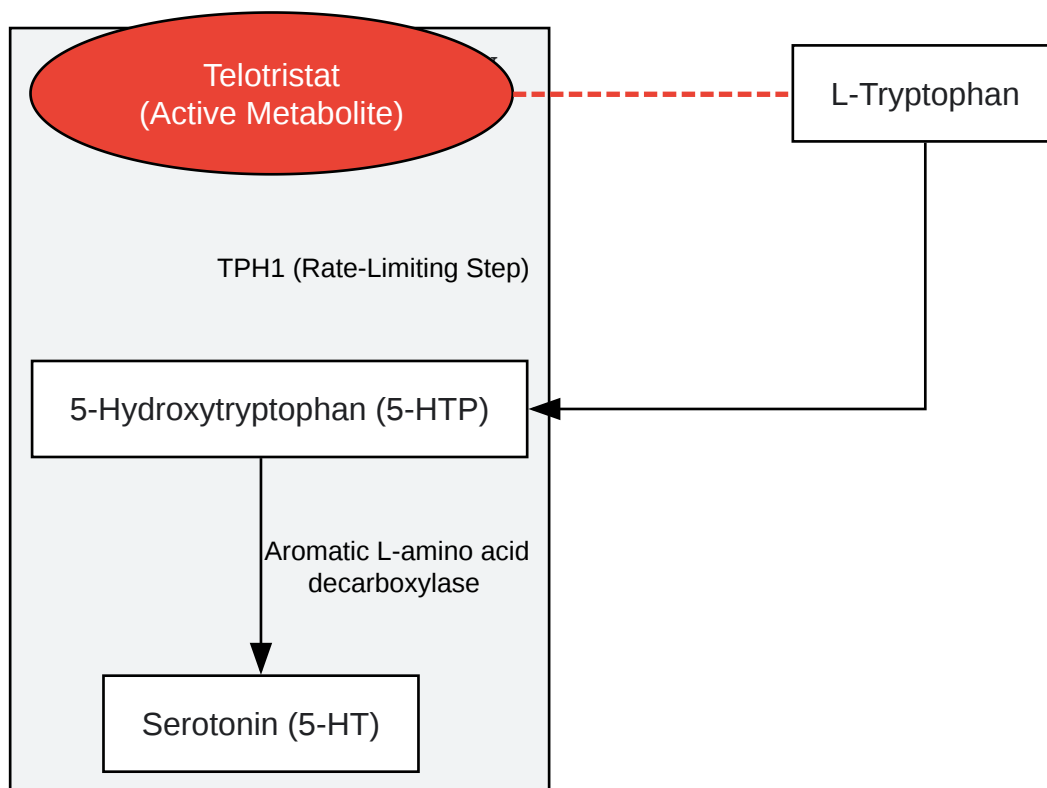 Telotristat
(Active Metabolite)
L-Tryptophan
TPH1 (Rate-Limiting Step)
5-Hydroxytryptophan (5-HTP)
Aromatic L-amino acid
decarboxylase
Serotonin (5-HT)